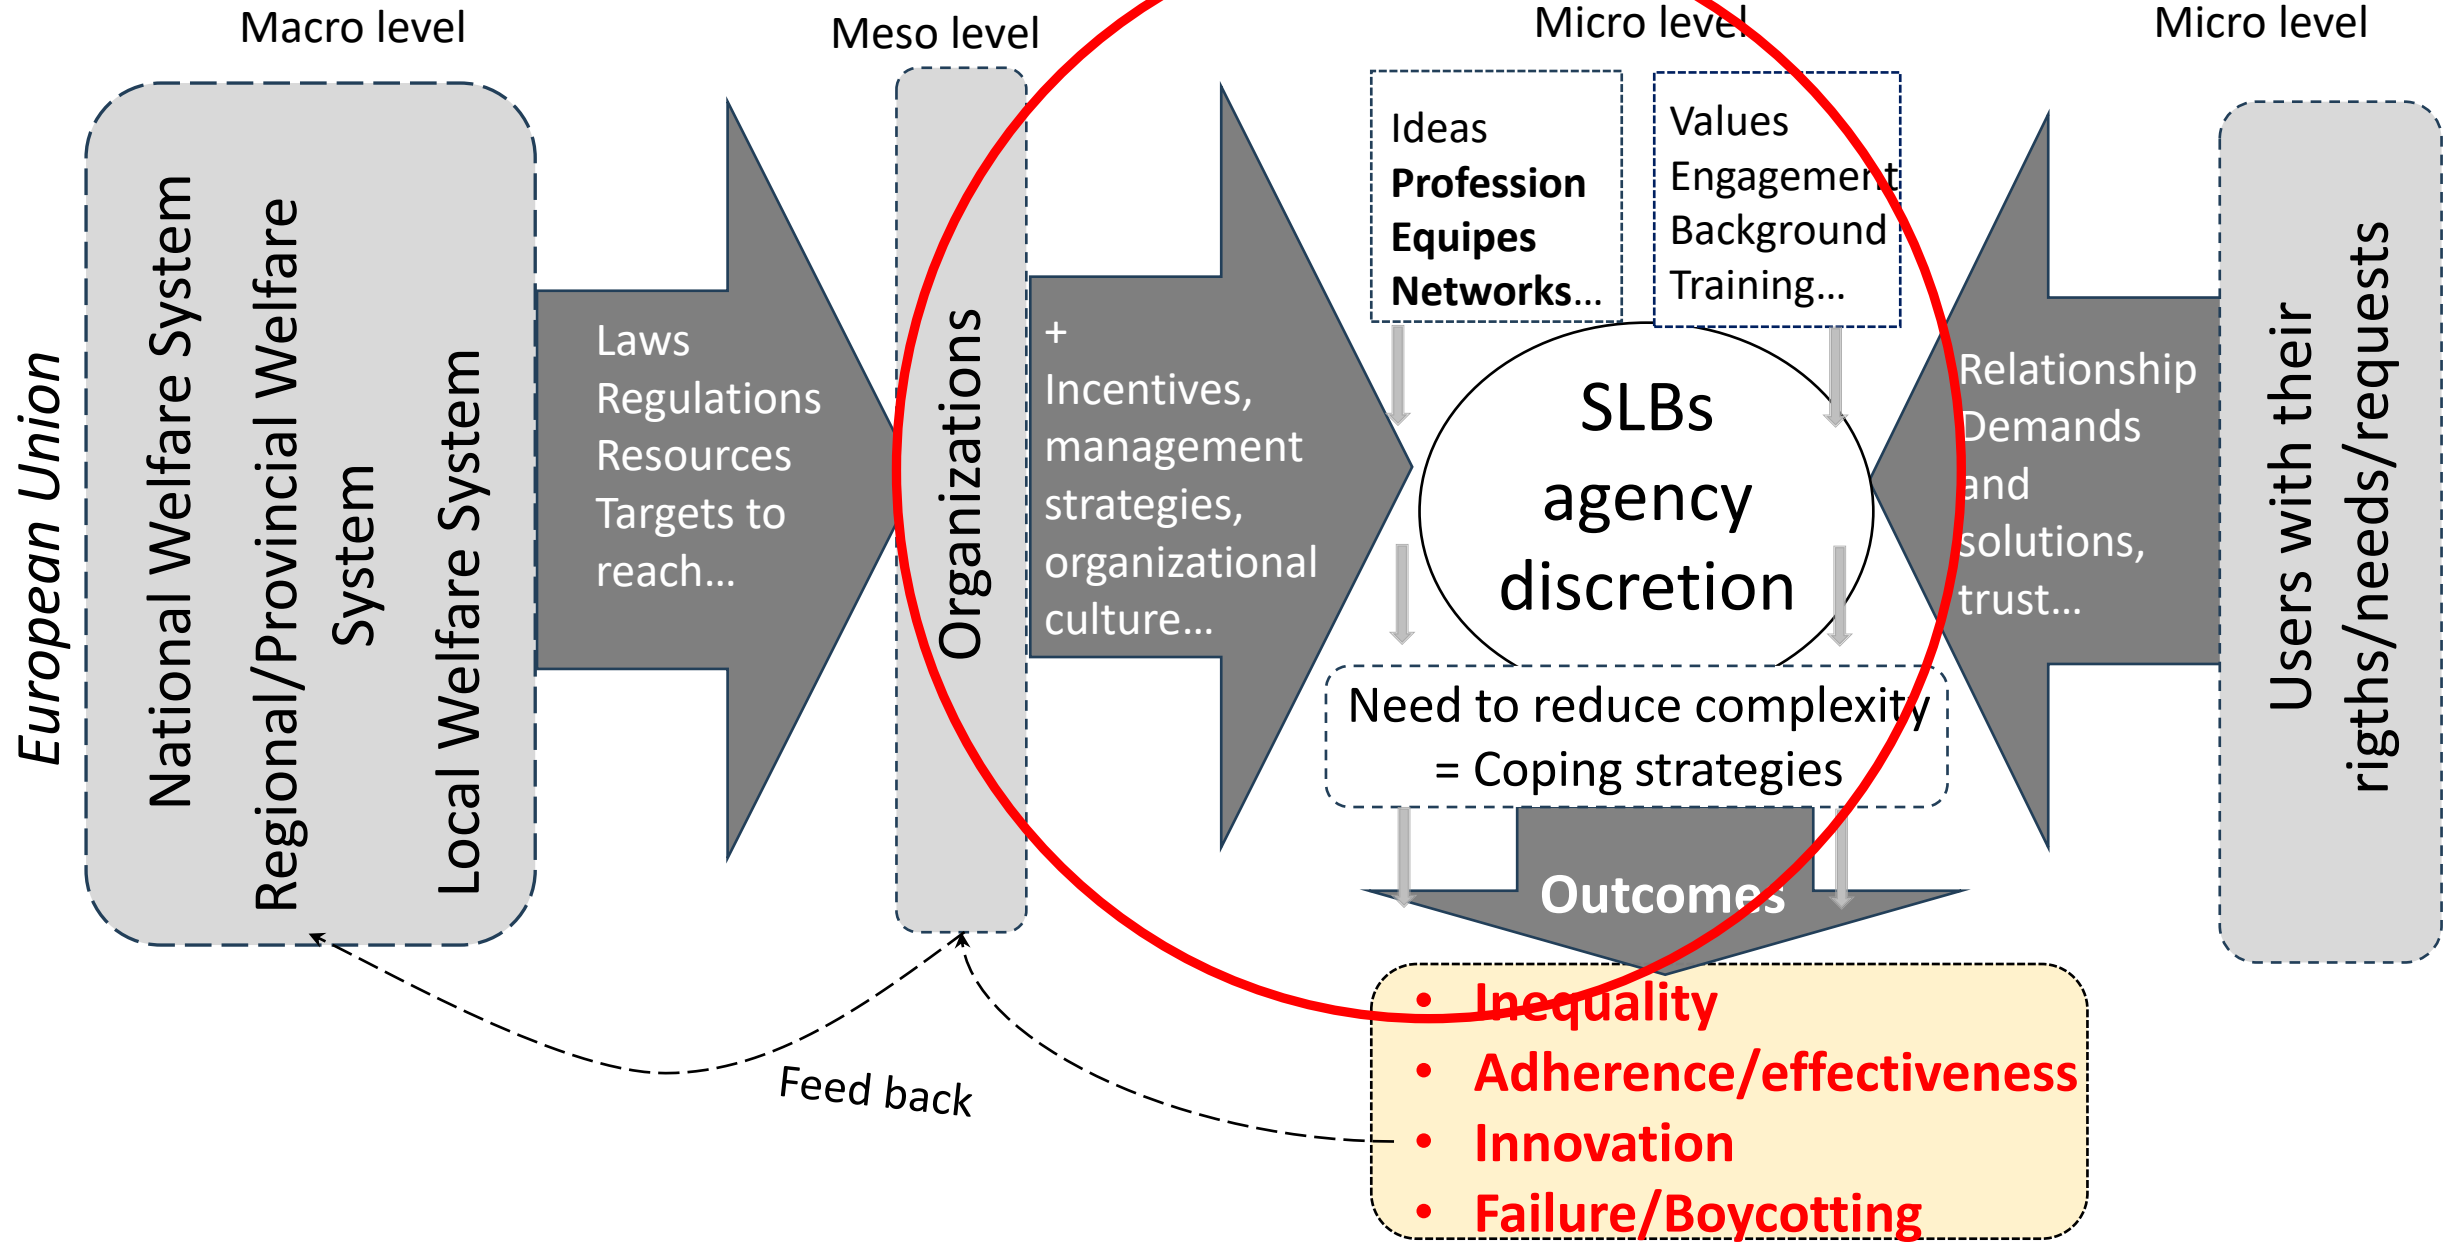 Macro level
Meso level
Micro level
Micro level
European Union
National Welfare System
Regional/Provincial Welfare
System
Local Welfare System
Laws
Regulations
Resources
Targets to
reach…
Organizations
+
Incentives,
management
strategies,
organizational
culture…
Ideas
Profession
Equipes
Networks…
Values
Engagement
Background
Training…
SLBs
agency
discretion
Need to reduce complexity
= Coping strategies
Relationship
Demands
and
solutions,
trust…
Users with their
rigths/needs/requests
Outcomes
• Inequality
• Adherence/effectiveness
• Innovation
• Failure/Boycotting
Feed back